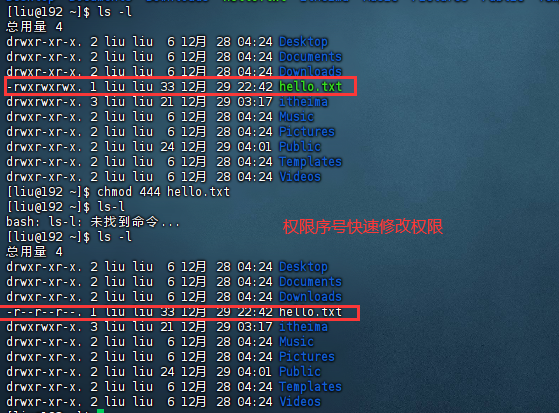 [liu@192 ~]$ ls -l
总用量 4
drwxr-xr-x. 2 liu liu  6 12月  28 04:24 Desktop
drwxr-xr-x. 2 liu liu  6 12月  28 04:24 Documents
drwxr-xr-x. 2 liu liu  6 12月  28 04:24 Downloads
-rwxrwxrwx. 1 liu liu 33 12月  29 22:42 hello.txt
drwxrwxr-x. 3 liu liu 21 12月  29 03:17 itheima
drwxr-xr-x. 2 liu liu  6 12月  28 04:24 Music
drwxr-xr-x. 2 liu liu  6 12月  28 04:24 Pictures
drwxr-xr-x. 2 liu liu 24 12月  29 04:01 Public
drwxr-xr-x. 2 liu liu  6 12月  28 04:24 Templates
drwxr-xr-x. 2 liu liu  6 12月  28 04:24 Videos
[liu@192 ~]$ chmod 444 hello.txt
[liu@192 ~]$ ls-l
bash: ls-l: 未找到命令...
权限序号快速修改权限
[liu@192 ~]$ ls -l
总用量 4
drwxr-xr-x. 2 liu liu  6 12月  28 04:24 Desktop
drwxr-xr-x. 2 liu liu  6 12月  28 04:24 Documents
drwxr-xr-x. 2 liu liu  6 12月  28 04:24 Downloads
-r--r--r--. 1 liu liu 33 12月  29 22:42 hello.txt
drwxrwxr-x. 3 liu liu 21 12月  29 03:17 itheima
drwxr-xr-x. 2 liu liu  6 12月  28 04:24 Music
drwxr-xr-x. 2 liu liu  6 12月  28 04:24 Pictures
drwxr-xr-x. 2 liu liu 24 12月  29 04:01 Public
drwxr-xr-x. 2 liu liu  6 12月  28 04:24 Templates
drwxr-xr-x. 2 liu liu  6 12月  28 04:24 Videos